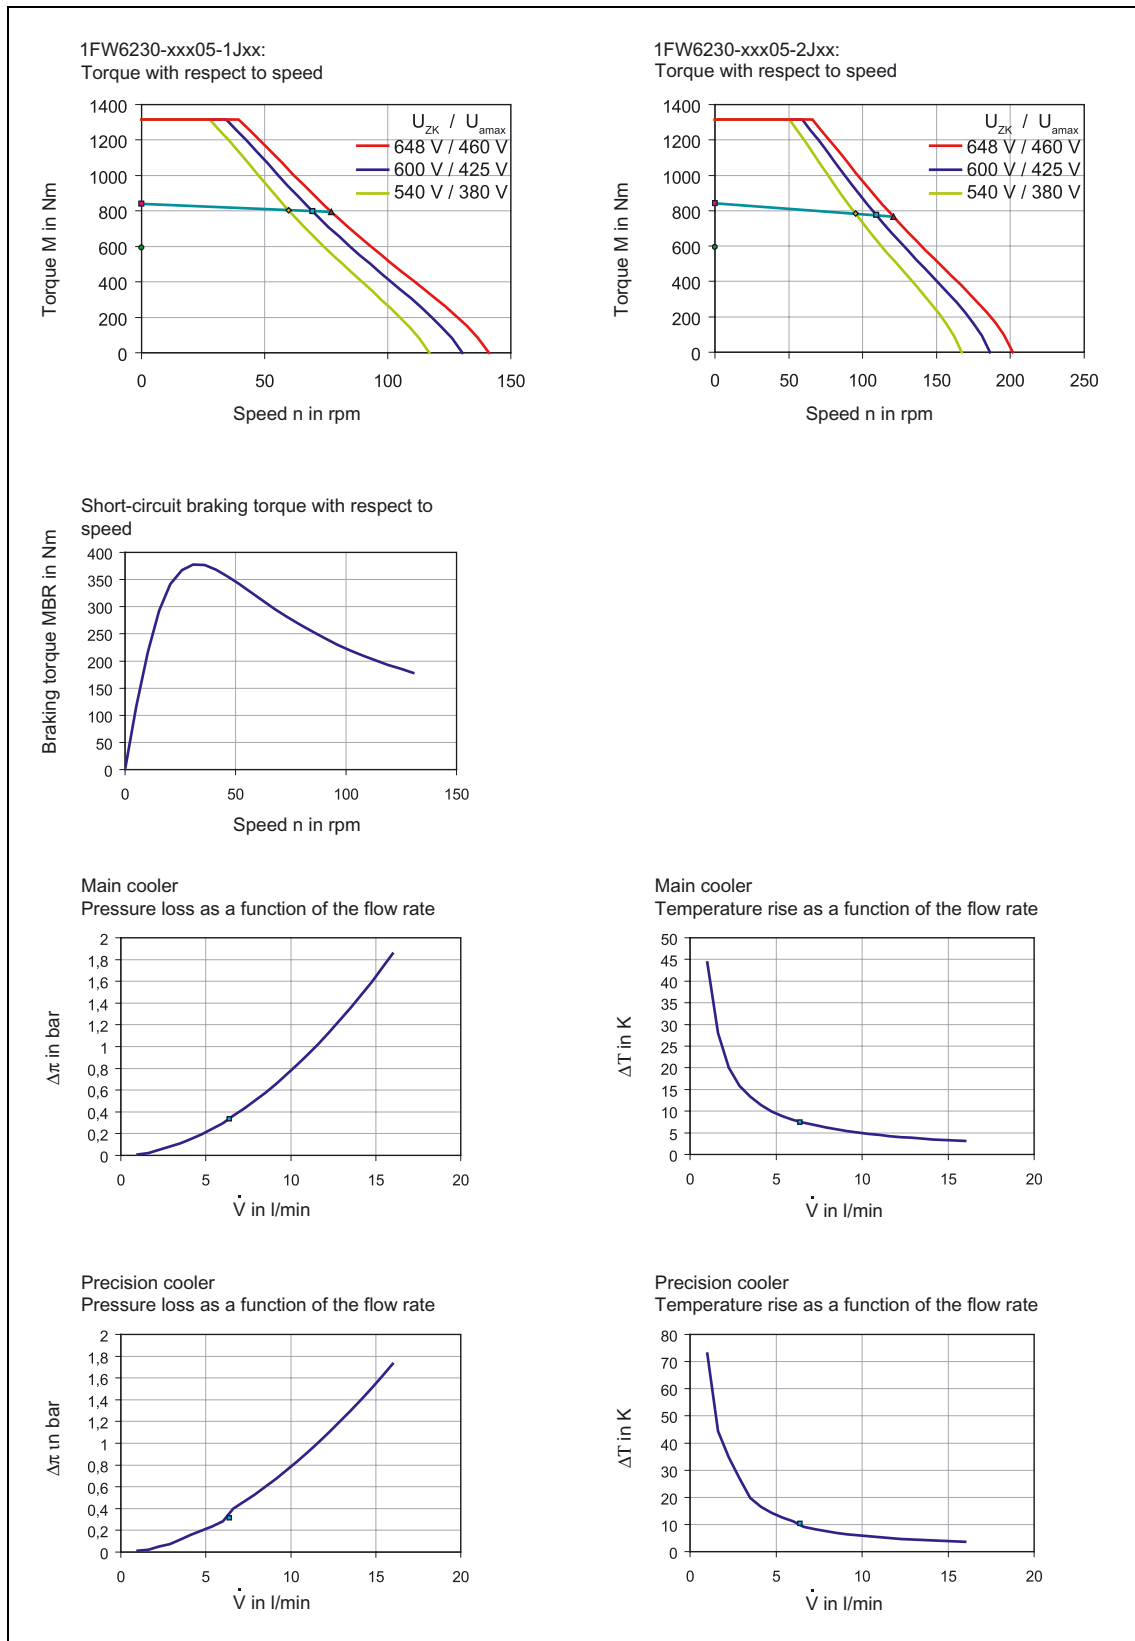 1FW6230-xxx05-1Jxx:
Torque with respect to speed
1400
1200
1000
800
600
400
200
0
Torque M in Nm
U_ZK / U_amax
648 V / 460 V
600 V / 425 V
540 V / 380 V
0 50 100 150
Speed n in rpm
1FW6230-xxx05-2Jxx:
Torque with respect to speed
1400
1200
1000
800
600
400
200
0
Torque M in Nm
U_ZK / U_amax
648 V / 460 V
600 V / 425 V
540 V / 380 V
0 50 100 150 200 250
Speed n in rpm
Short-circuit braking torque with respect to
speed
400
350
300
250
200
150
100
50
0
Braking torque MBR in Nm
0 50 100 150
Speed n in rpm
Main cooler
Pressure loss as a function of the flow rate
2
1,8
1,6
1,4
1,2
1
0,8
0,6
0,4
0,2
0
Δπ in bar
0 5 10 15 20
V̇ in l/min
Main cooler
Temperature rise as a function of the flow rate
50
45
40
35
30
25
20
15
10
5
0
ΔT in K
0 5 10 15 20
V̇ in l/min
Precision cooler
Pressure loss as a function of the flow rate
2
1,8
1,6
1,4
1,2
1
0,8
0,6
0,4
0,2
0
Δπ ιn bar
0 5 10 15 20
V̇ in l/min
Precision cooler
Temperature rise as a function of the flow rate
80
70
60
50
40
30
20
10
0
ΔT in K
0 5 10 15 20
V̇ in l/min